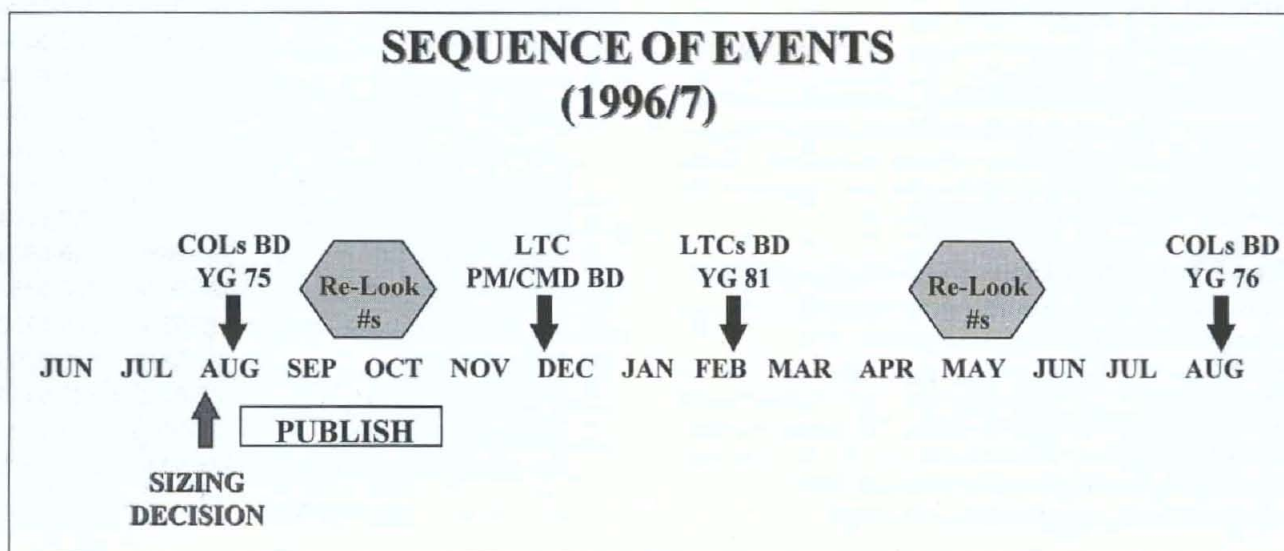 SEQUENCE OF EVENTS
(1996/7)
COLs BD
YG 75
Re-Look
#s
LTC
PM/CMD BD
LTCs BD
YG 81
Re-Look
#s
COLs BD
YG 76
JUN JUL AUG SEP OCT NOV DEC JAN FEB MAR APR MAY JUN JUL AUG
PUBLISH
SIZING
DECISION